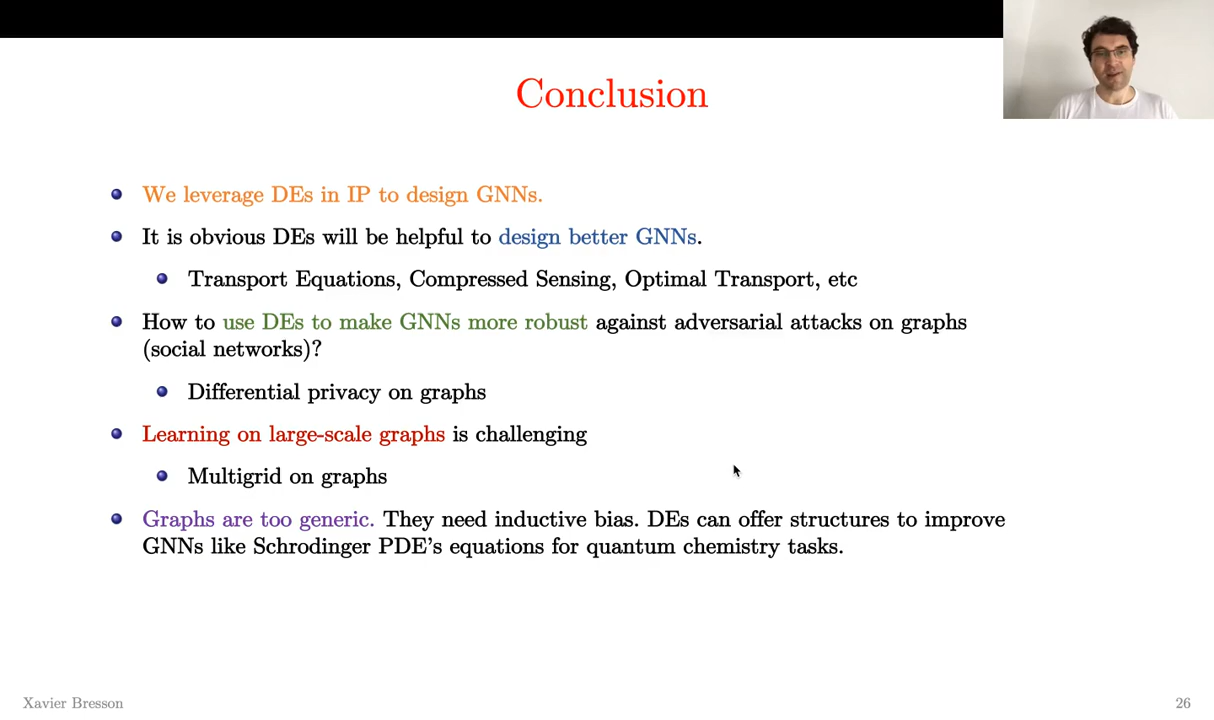 Conclusion
We leverage DEs in IP to design GNNs.
It is obvious DEs will be helpful to design better GNNs.
Transport Equations, Compressed Sensing, Optimal Transport, etc
How to use DEs to make GNNs more robust against adversarial attacks on graphs
(social networks)?
Differential privacy on graphs
Learning on large-scale graphs is challenging
Multigrid on graphs
Graphs are too generic. They need inductive bias. DEs can offer structures to improve
GNNs like Schrodinger PDE's equations for quantum chemistry tasks.
Xavier Bresson
26